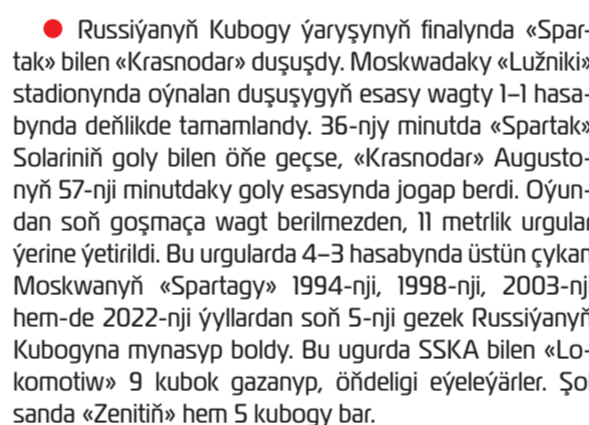 ● Russiýanyň Kubogy ýaryşynyň finalynda «Spar-
tak» bilen «Krasnodar» duşuşdy. Moskwadaky «Lužniki»
stadionynda oýnalan duşuşygyň esasy wagty 1–1 hasa-
bynda deňlikde tamamlandy. 36-njy minutda «Spartak»
Solariniň goly bilen öňe geçse, «Krasnodar» Augusto-
nyň 57-nji minutdaky goly esasynda jogap berdi. Oýun-
dan soň goşmaça wagt berilmezden, 11 metrlik urgular
ýerine ýetirildi. Bu urgularda 4–3 hasabynda üstün çykan
Moskwanyň «Spartagy» 1994-nji, 1998-nji, 2003-nji
hem-de 2022-nji ýyllardan soň 5-nji gezek Russiýanyň
Kubogyna mynasyp boldy. Bu ugurda SSKA bilen «Lo-
komotiw» 9 kubok gazanyp, öňdeligi eýeleýärler. Şol
sanda «Zenitiň» hem 5 kubogy bar.